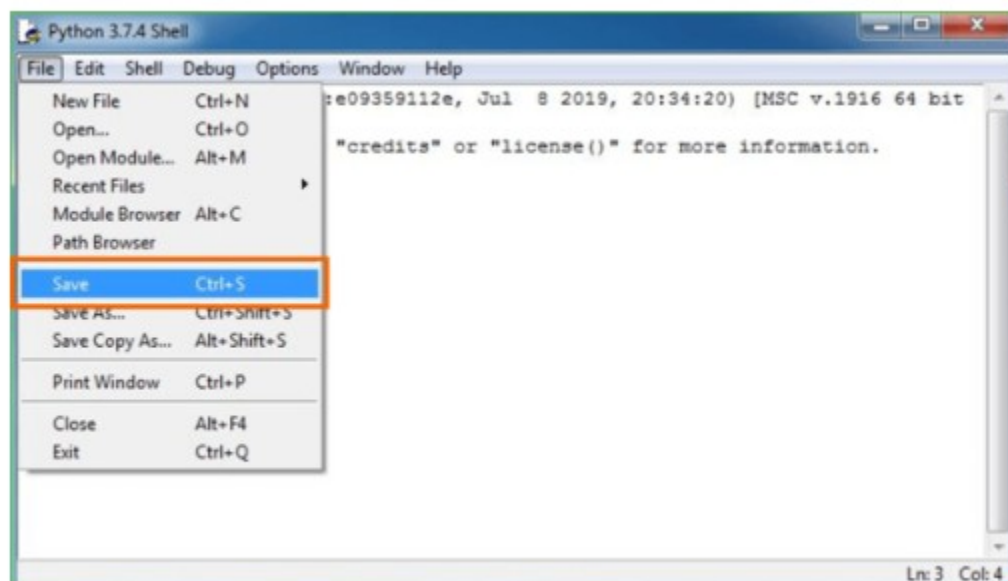 Python 3.7.4 Shell
File Edit Shell Debug Options Window Help
:e09359112e, Jul 8 2019, 20:34:20) [MSC v.1916 64 bit
"credits" or "license()" for more information.
New File Ctrl+N
Open... Ctrl+O
Open Module... Alt+M
Recent Files
Module Browser Alt+C
Path Browser
Save Ctrl+S
Save As... Ctrl+Shift+S
Save Copy As... Alt+Shift+S
Print Window Ctrl+P
Close Alt+F4
Exit Ctrl+Q
Ln: 3 Col: 4